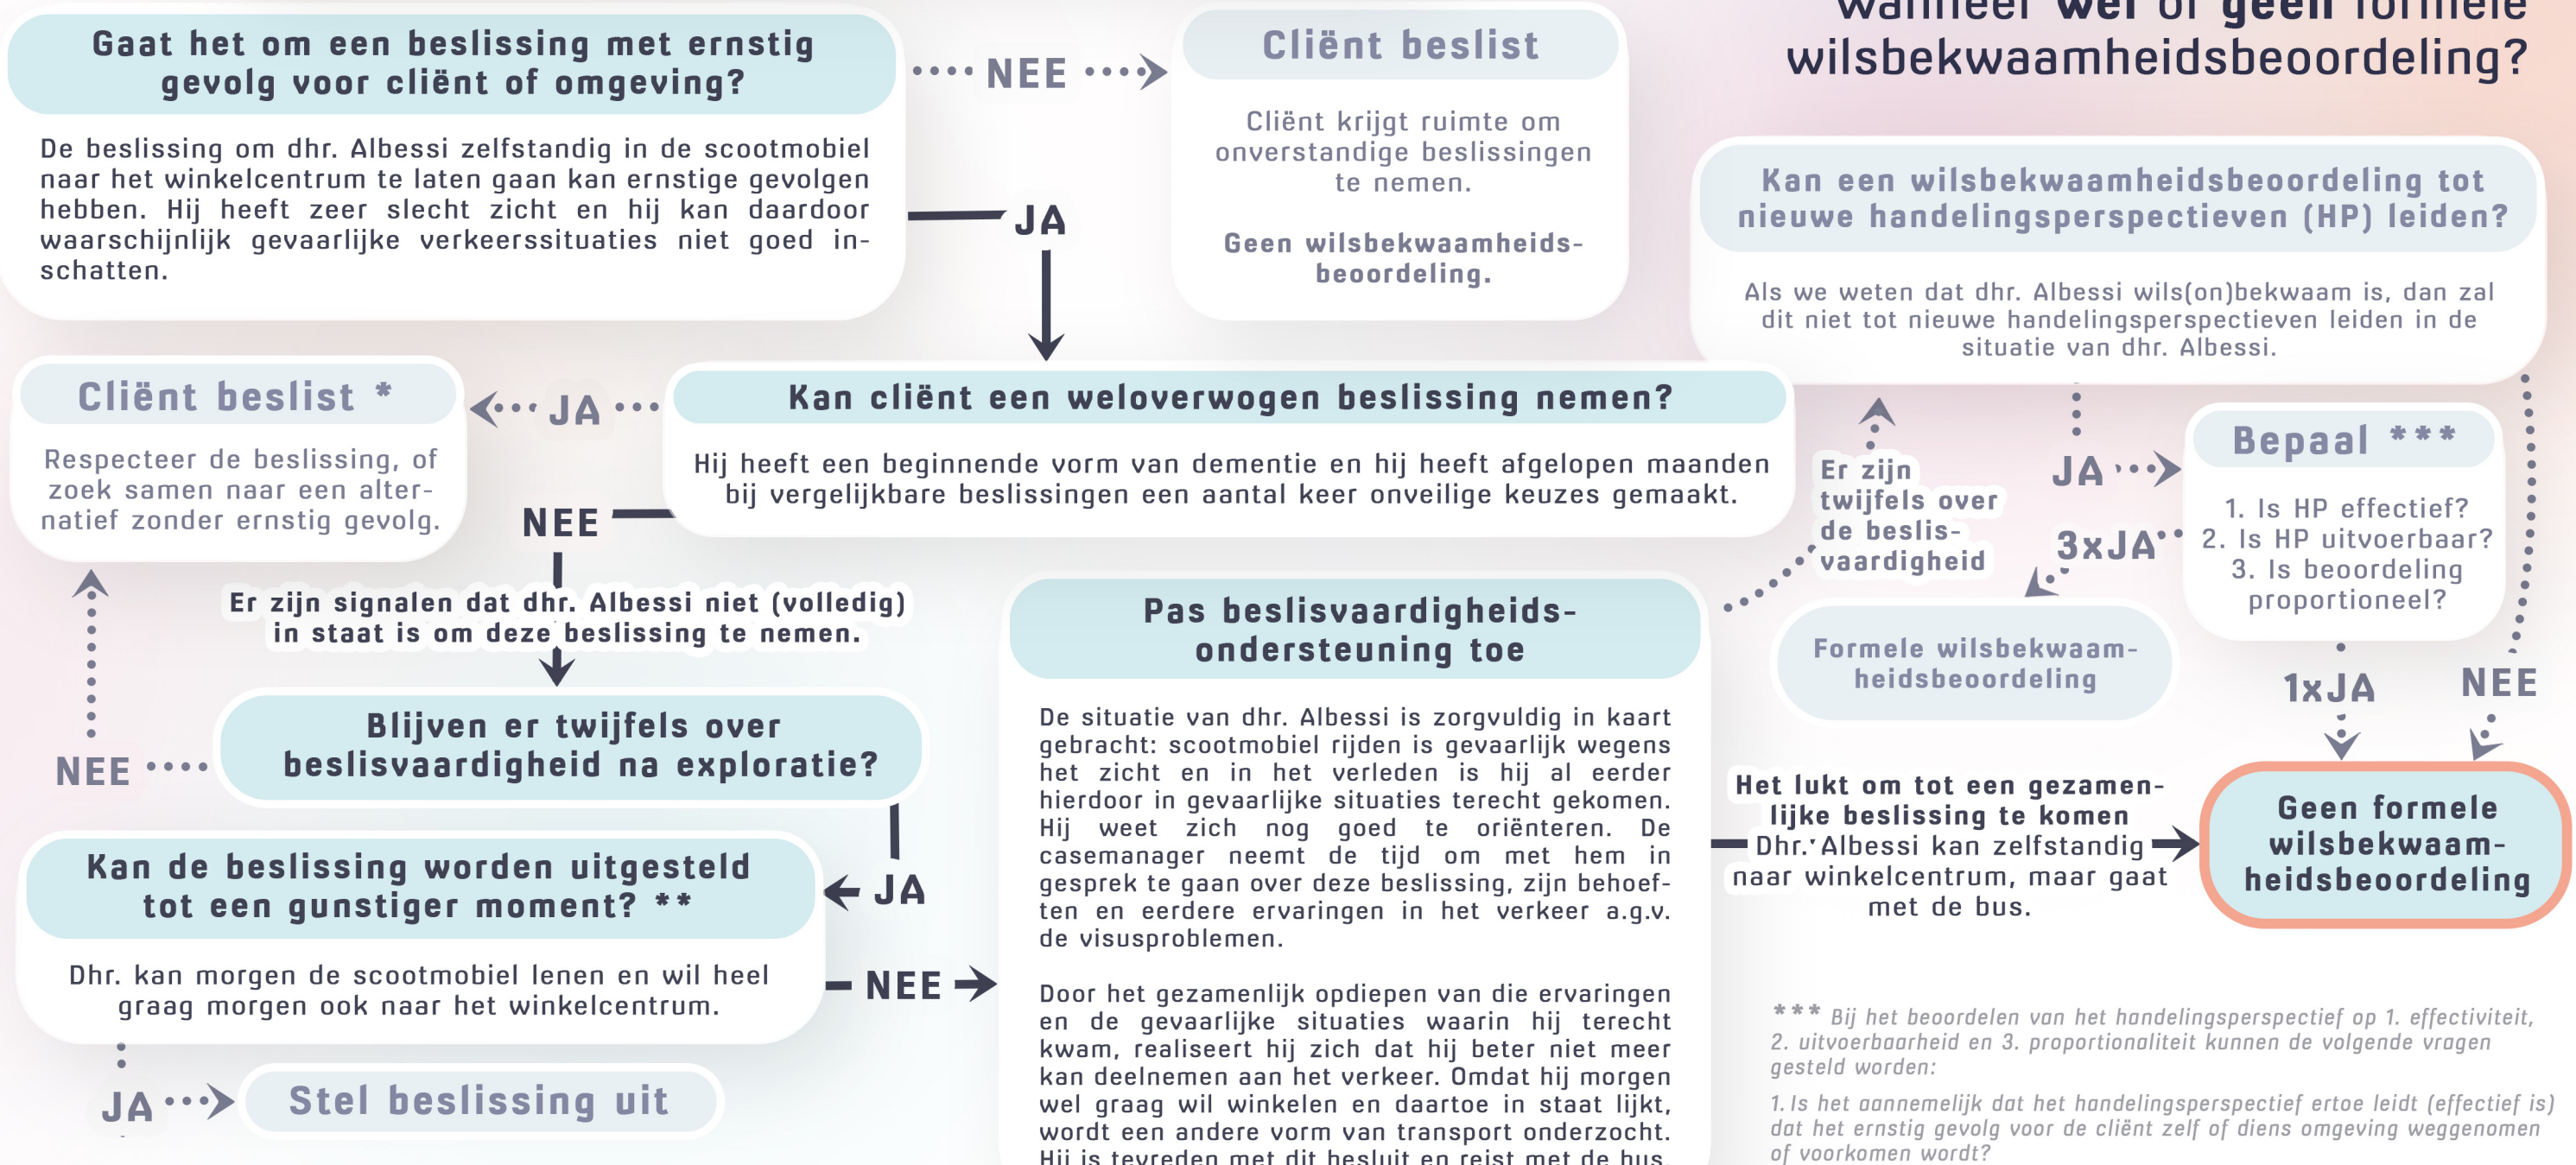 wanneer wel of geen formele
wilsbekwaamheidsbeoordeling?
Gaat het om een beslissing met ernstig
gevolg voor cliënt of omgeving?
De beslissing om dhr. Albessi zelfstandig in de scootmobiel
naar het winkelcentrum te laten gaan kan ernstige gevolgen
hebben. Hij heeft zeer slecht zicht en hij kan daardoor
waarschijnlijk gevaarlijke verkeerssituaties niet goed in-
schatten.
NEE
JA
Cliënt beslist
Cliënt krijgt ruimte om
onverstandige beslissingen
te nemen.
Geen wilsbekwaamheids-
beoordeling.
Kan een wilsbekwaamheidsbeoordeling tot
nieuwe handelingsperspectieven (HP) leiden?
Als we weten dat dhr. Albessi wils(on)bekwaam is, dan zal
dit niet tot nieuwe handelingsperspectieven leiden in de
situatie van dhr. Albessi.
Cliënt beslist *
Respecteer de beslissing, of
zoek samen naar een alter-
natief zonder ernstig gevolg.
JA
Kan cliënt een weloverwogen beslissing nemen?
Hij heeft een beginnende vorm van dementie en hij heeft afgelopen maanden
bij vergelijkbare beslissingen een aantal keer onveilige keuzes gemaakt.
NEE
Er zijn signalen dat dhr. Albessi niet (volledig)
in staat is om deze beslissing te nemen.
Er zijn
twijfels over
de beslis-
vaardigheid
JA
Bepaal ***
1. Is HP effectief?
2. Is HP uitvoerbaar?
3. Is beoordeling
proportioneel?
3xJA
Formele wilsbekwaam-
heidsbeoordeling
1xJA
NEE
NEE
Blijven er twijfels over
beslisvaardigheid na exploratie?
JA
Kan de beslissing worden uitgesteld
tot een gunstiger moment? **
Dhr. kan morgen de scootmobiel lenen en wil heel
graag morgen ook naar het winkelcentrum.
NEE
JA
Stel beslissing uit
Pas beslisvaardigheids-
ondersteuning toe
De situatie van dhr. Albessi is zorgvuldig in kaart
gebracht: scootmobiel rijden is gevaarlijk wegens
het zicht en in het verleden is hij al eerder
hierdoor in gevaarlijke situaties terecht gekomen.
Hij weet zich nog goed te oriënteren. De
casemanager neemt de tijd om met hem in
gesprek te gaan over deze beslissing, zijn behoef-
ten en eerdere ervaringen in het verkeer a.g.v.
de visusproblemen.
Door het gezamenlijk opdiepen van die ervaringen
en de gevaarlijke situaties waarin hij terecht
kwam, realiseert hij zich dat hij beter niet meer
kan deelnemen aan het verkeer. Omdat hij morgen
wel graag wil winkelen en daartoe in staat lijkt,
wordt een andere vorm van transport onderzocht.
Hij is tevreden met dit besluit en reist met de bus.
Het lukt om tot een gezamen-
lijke beslissing te komen
Dhr. Albessi kan zelfstandig
naar winkelcentrum, maar gaat
met de bus.
Geen formele
wilsbekwaam-
heidsbeoordeling
*** Bij het beoordelen van het handelingsperspectief op 1. effectiviteit,
2. uitvoerbaarheid en 3. proportionaliteit kunnen de volgende vragen
gesteld worden:
1. Is het aannemelijk dat het handelingsperspectief ertoe leidt (effectief is)
dat het ernstig gevolg voor de cliënt zelf of diens omgeving weggenomen
of voorkomen wordt?